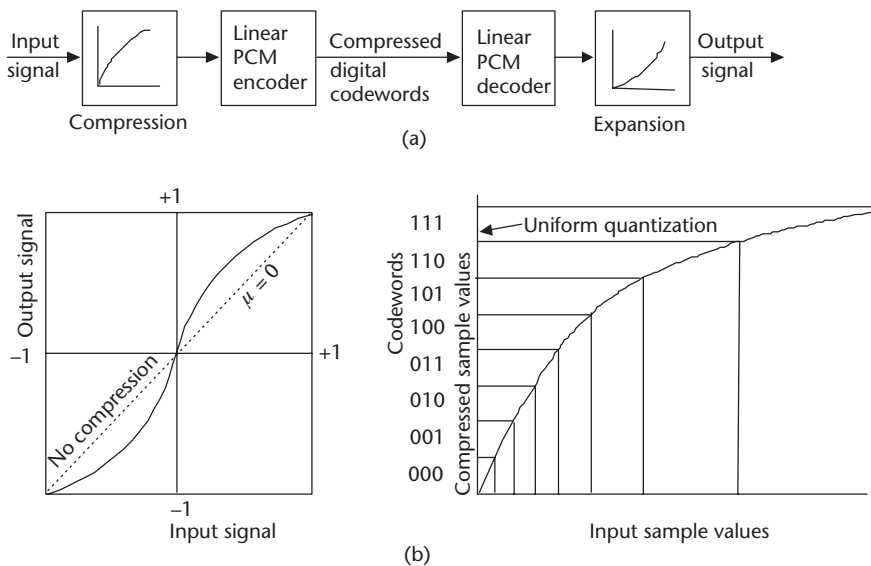 Input
signal
Compression
Linear
PCM
encoder
Compressed
digital
codewords
Linear
PCM
decoder
Expansion
Output
signal
(a)
+1
Output signal
μ = 0
−1
+1
No compression
−1
Input signal
Codewords
Compressed sample values
111
110
101
100
011
010
001
000
Uniform quantization
Input sample values
(b)